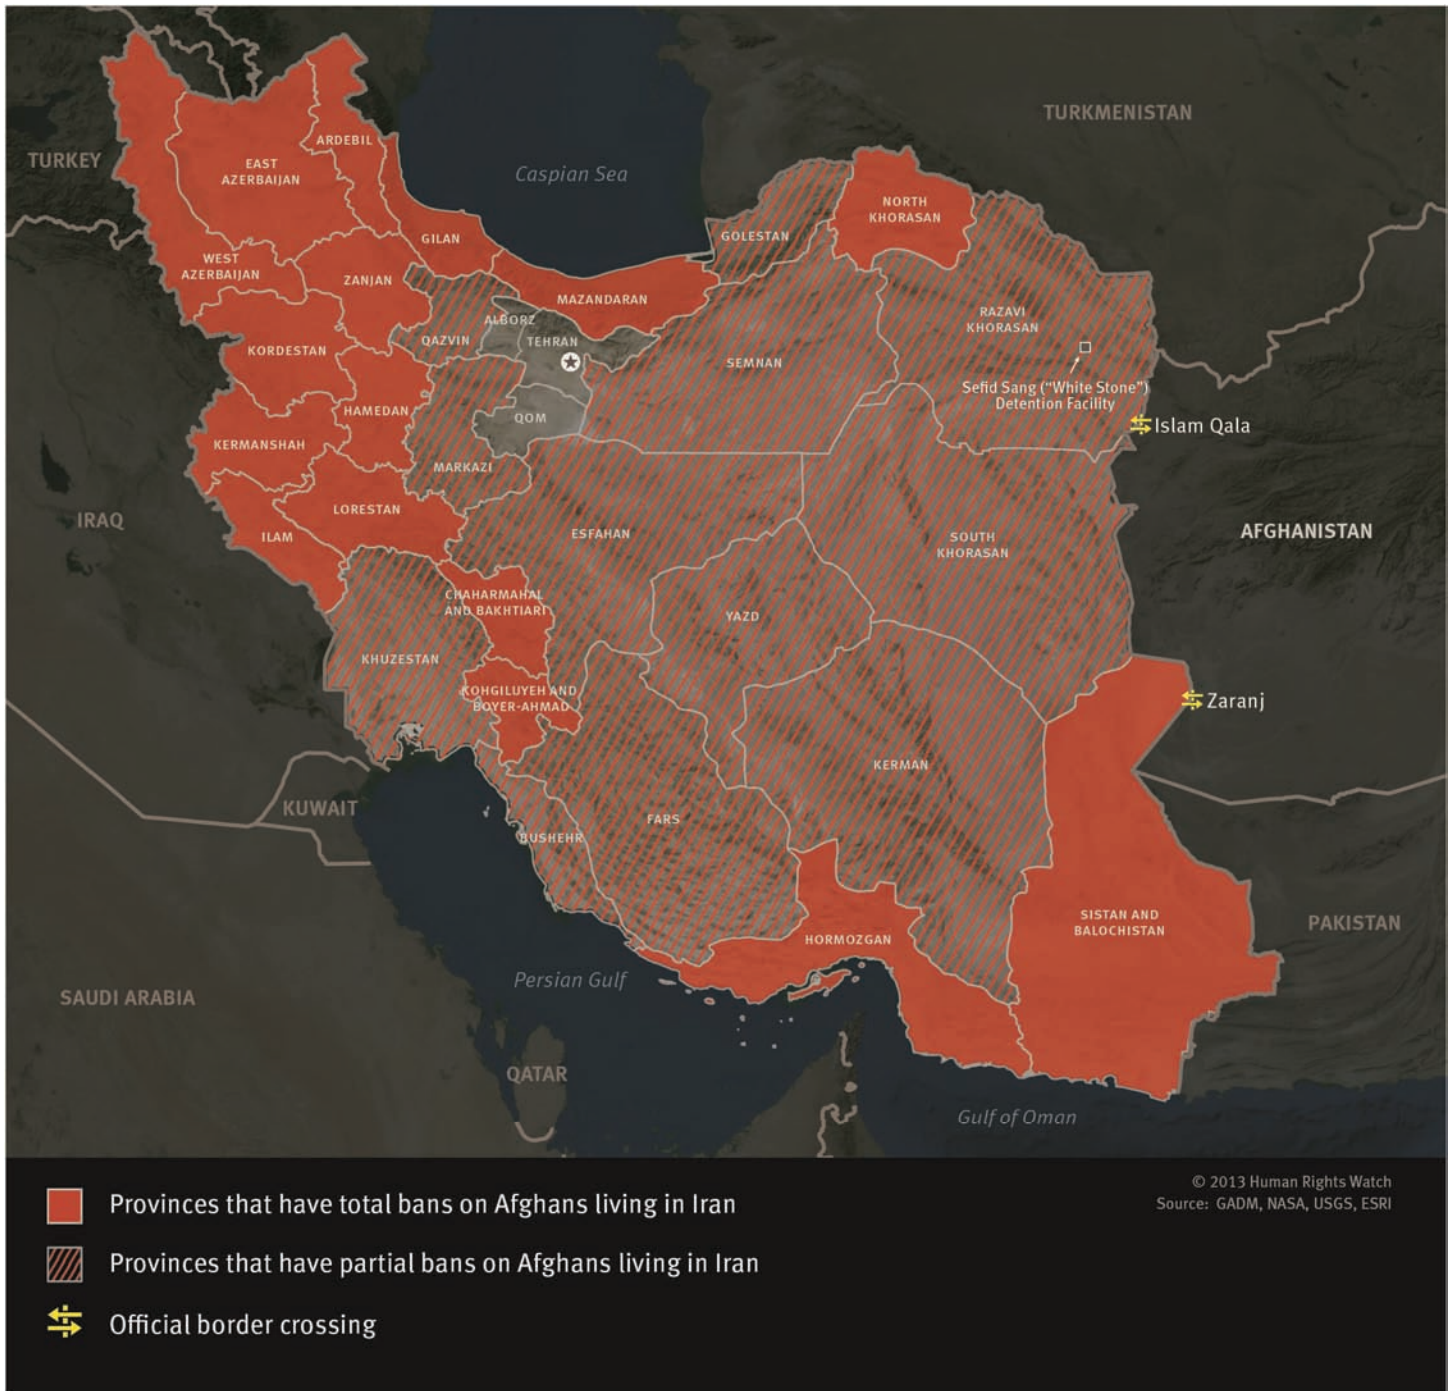 TURKMENISTAN
TURKEY
ARDEBIL
EAST
AZERBAIJAN
Caspian Sea
NORTH
KHORASAN
GILAN
GOLESTAN
WEST
AZERBAIJAN
ZANJAN
MAZANDARAN
RAZAVI
KHORASAN
ALBORZ
QAZVIN
TEHRAN
KORDESTAN
SEMNAN
Sefid Sang (“White Stone”)
Detention Facility
HAMEDAN
QOM
Islam Qala
KERMANSHAH
MARKAZI
LORESTAN
IRAQ
ILAM
ESFAHAN
SOUTH
KHORASAN
AFGHANISTAN
CHAHARMAHAL
AND BAKHTIARI
YAZD
KHUZESTAN
KOHGILUYEH AND
BOYER-AHMAD
Zaranj
KERMAN
KUWAIT
FARS
BUSHEHR
SISTAN AND
BALOCHISTAN
PAKISTAN
HORMOZGAN
Persian Gulf
SAUDI ARABIA
QATAR
Gulf of Oman
Provinces that have total bans on Afghans living in Iran
Provinces that have partial bans on Afghans living in Iran
Official border crossing
© 2013 Human Rights Watch
Source: GADM, NASA, USGS, ESRI